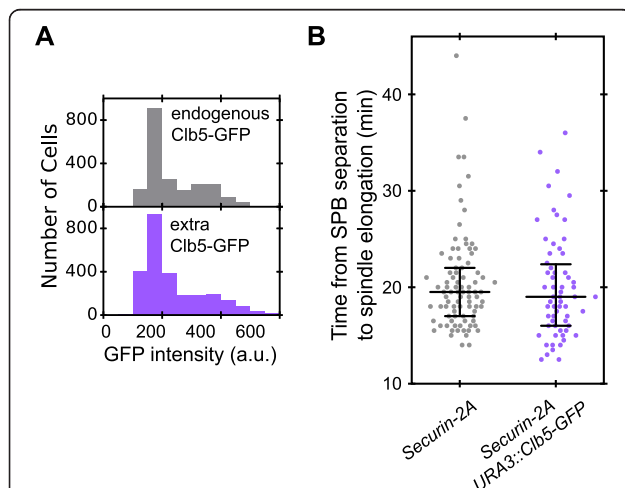 A
B
Number of Cells
800
400
0
endogenous
Clb5-GFP
800
400
0
extra
Clb5-GFP
0 200 400 600
GFP intensity (a.u.)
Time from SPB separation
to spindle elongation (min)
40
30
20
10
Securin-2A
Securin-2A
URA3::Clb5-GFP